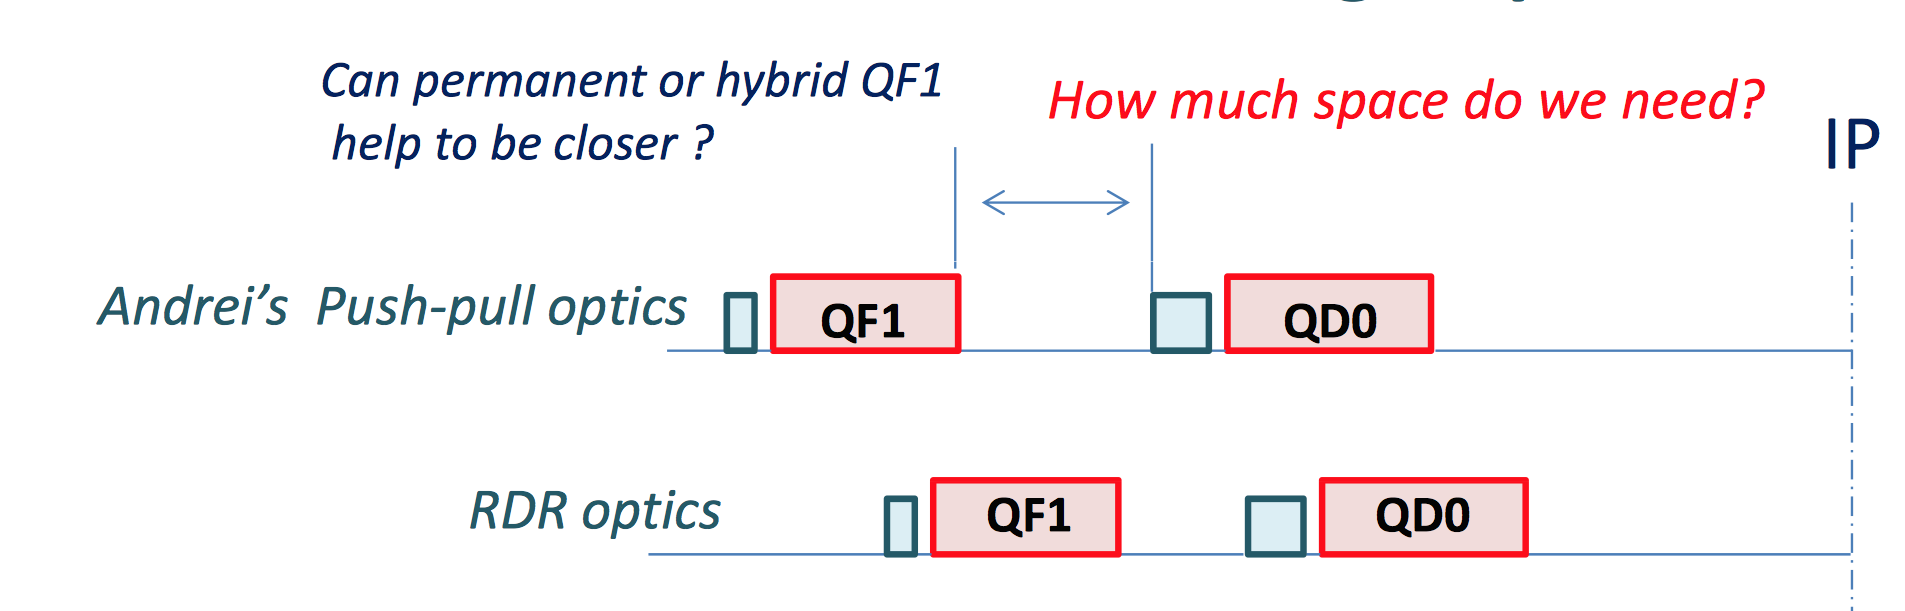 Can permanent or hybrid QF1
help to be closer ?
How much space do we need?
IP
Andrei’s Push-pull optics
QF1
QD0
RDR optics
QF1
QD0